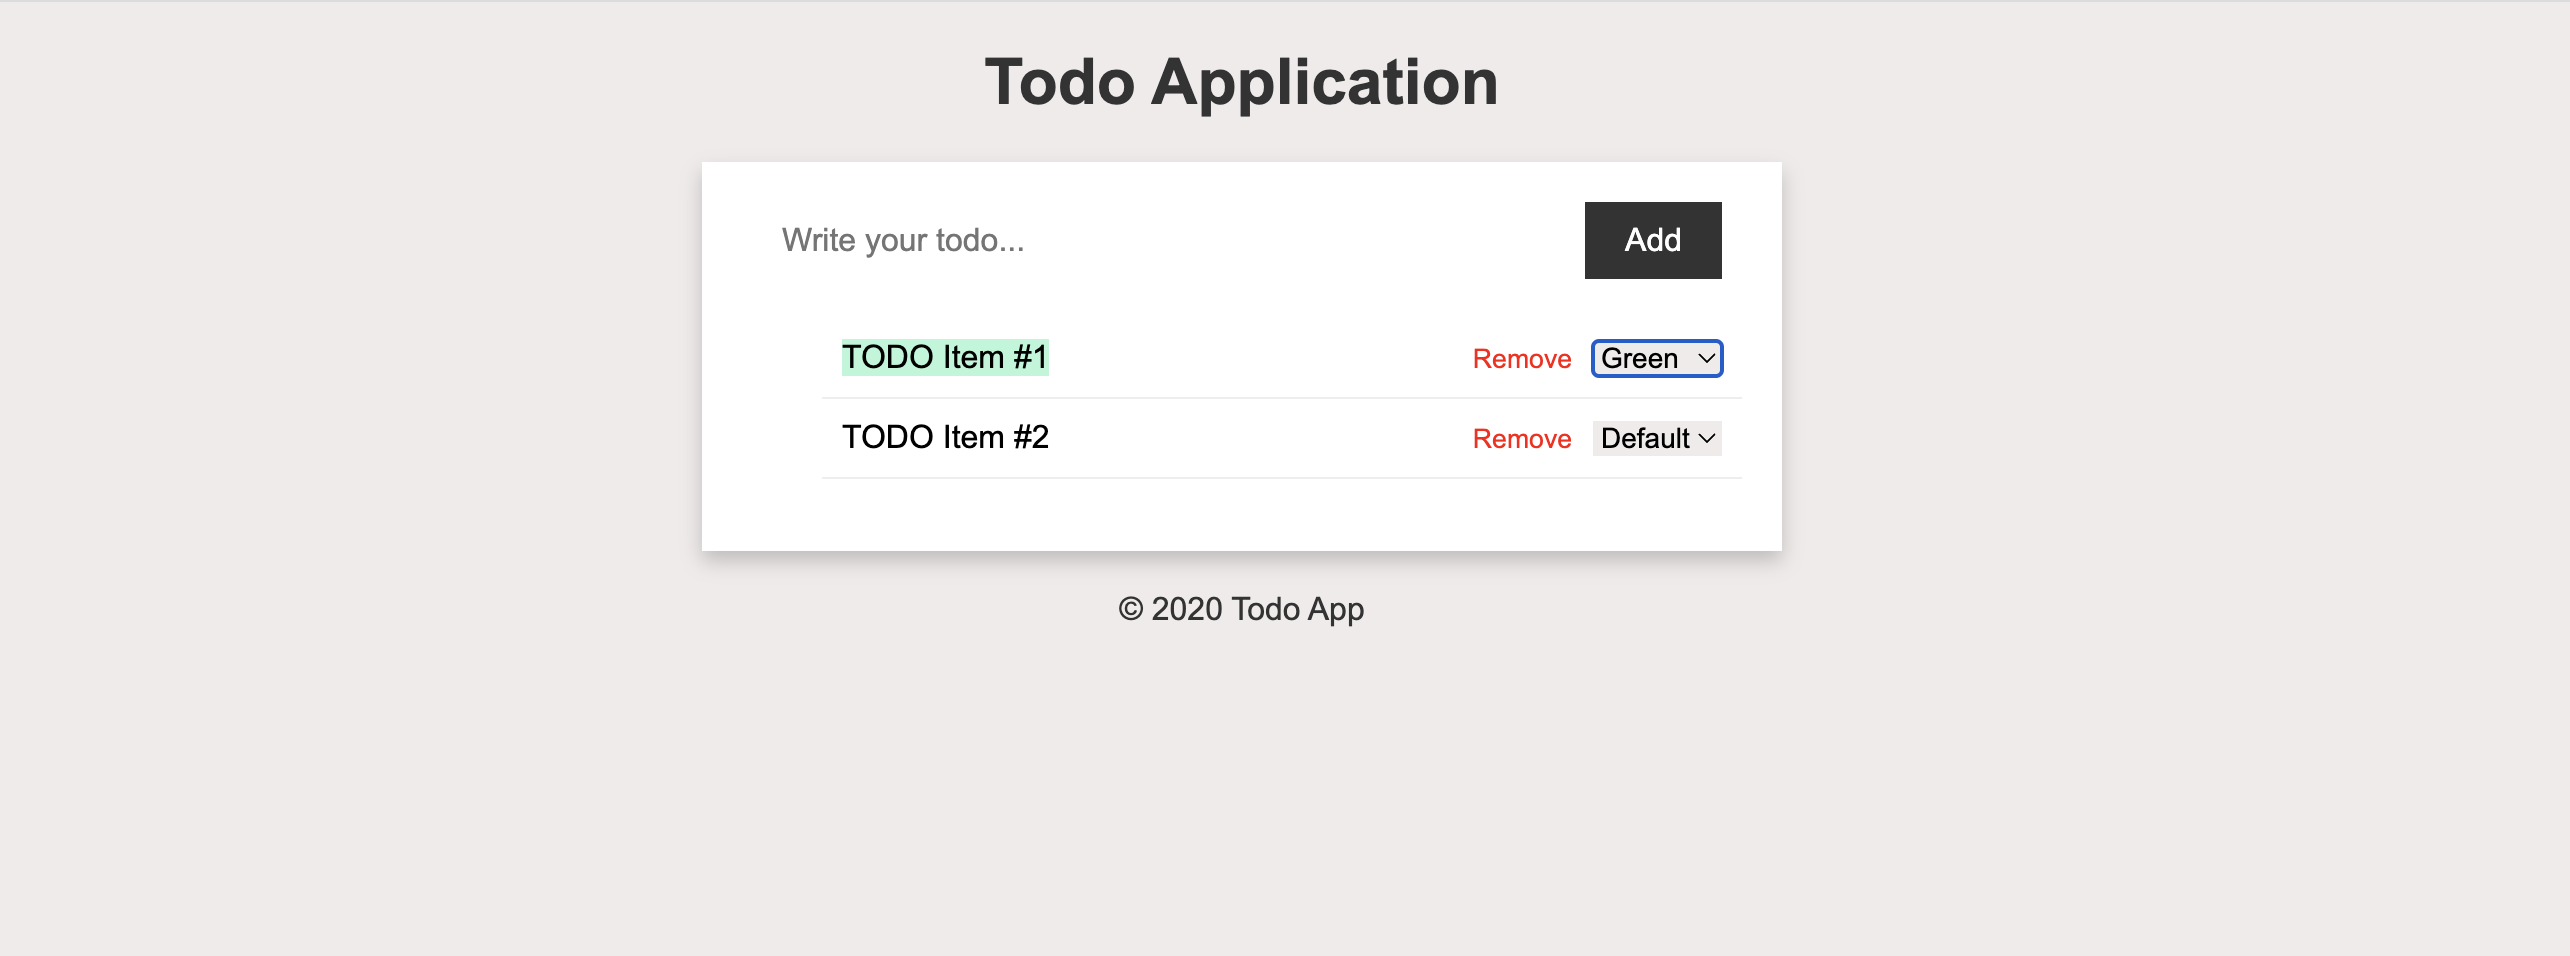 Todo Application
Write your todo... Add
TODO Item #1 Remove Green
TODO Item #2 Remove Default
© 2020 Todo App